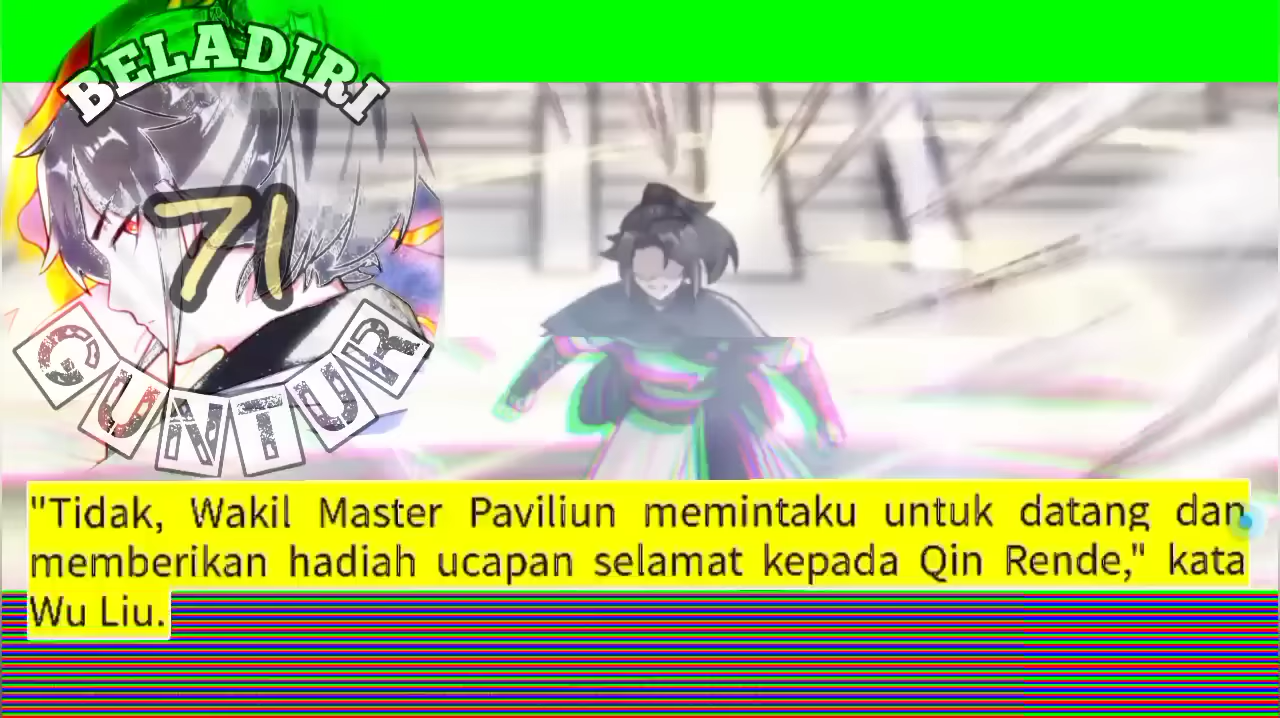 BELADIRI
71
GUNTUR
"Tidak, Wakil Master Paviliun memintaku untuk datang dan
memberikan hadiah ucapan selamat kepada Qin Rende," kata
Wu Liu.